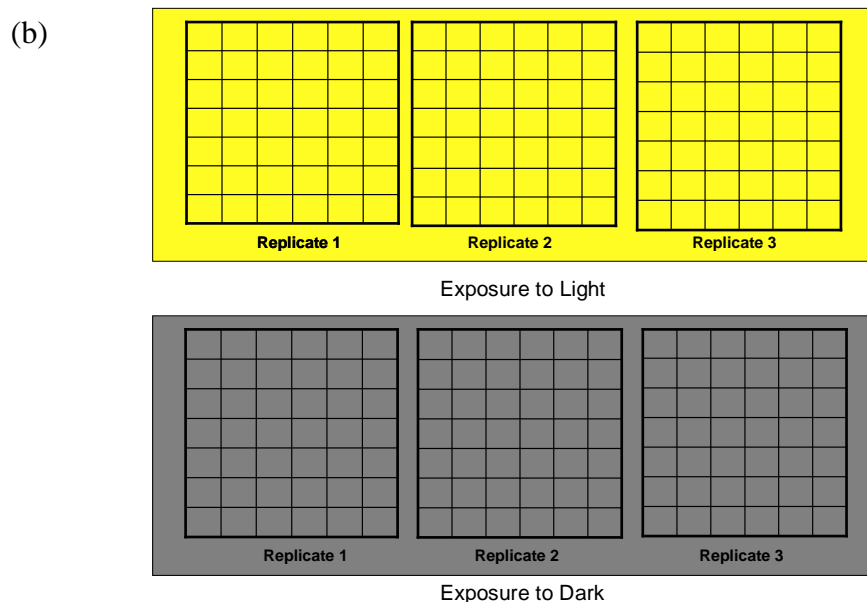 (b)
Replicate 1 Replicate 2 Replicate 3
Exposure to Light
Replicate 1 Replicate 2 Replicate 3
Exposure to Dark